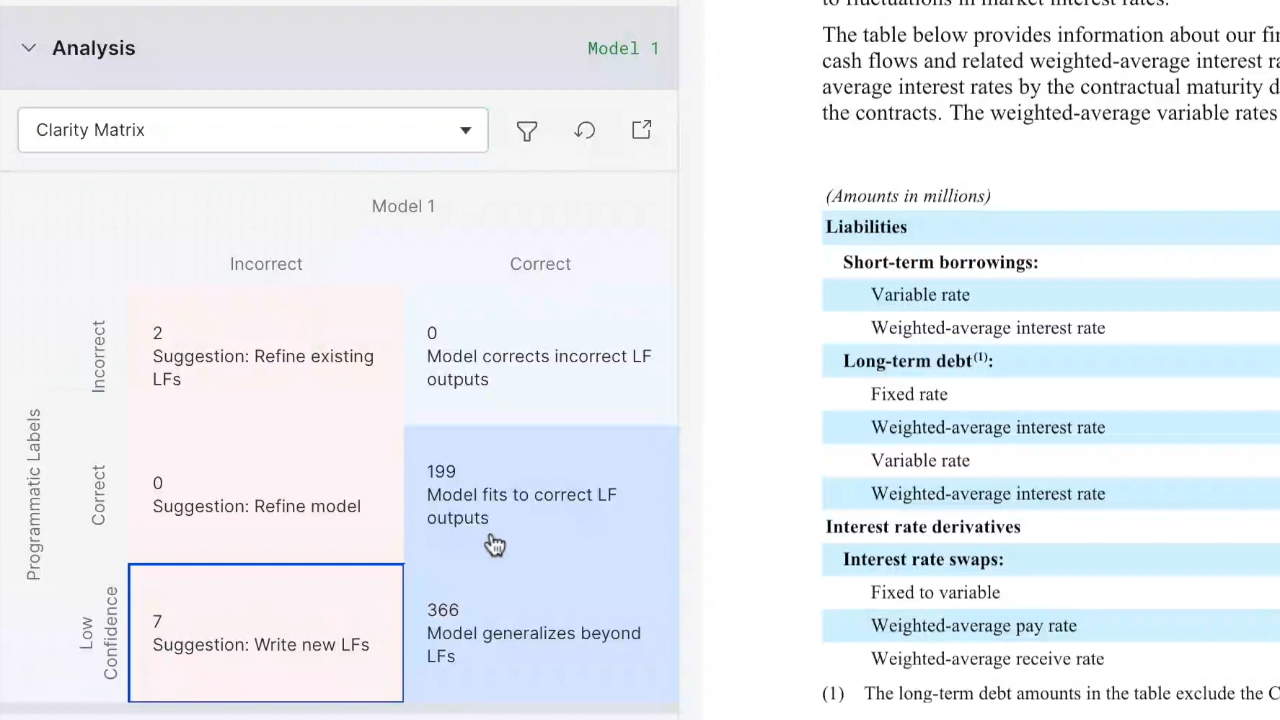 Analysis
Model 1
Clarity Matrix
Model 1
Incorrect
Correct
Programmatic Labels
Incorrect
2
Suggestion: Refine existing
LFs
0
Model corrects incorrect LF
outputs
Correct
0
Suggestion: Refine model
199
Model fits to correct LF
outputs
Low
Confidence
7
Suggestion: Write new LFs
366
Model generalizes beyond
LFs
to fluctuations in market interest rates.
The table below provides information about our
cash flows and related weighted-average interest
average interest rates by the contractual maturity
the contracts. The weighted-average variable rates
(Amounts in millions)
Liabilities
Short-term borrowings:
Variable rate
Weighted-average interest rate
Long-term debt(1):
Fixed rate
Weighted-average interest rate
Variable rate
Weighted-average interest rate
Interest rate derivatives
Interest rate swaps:
Fixed to variable
Weighted-average pay rate
Weighted-average receive rate
(1) The long-term debt amounts in the table exclude the